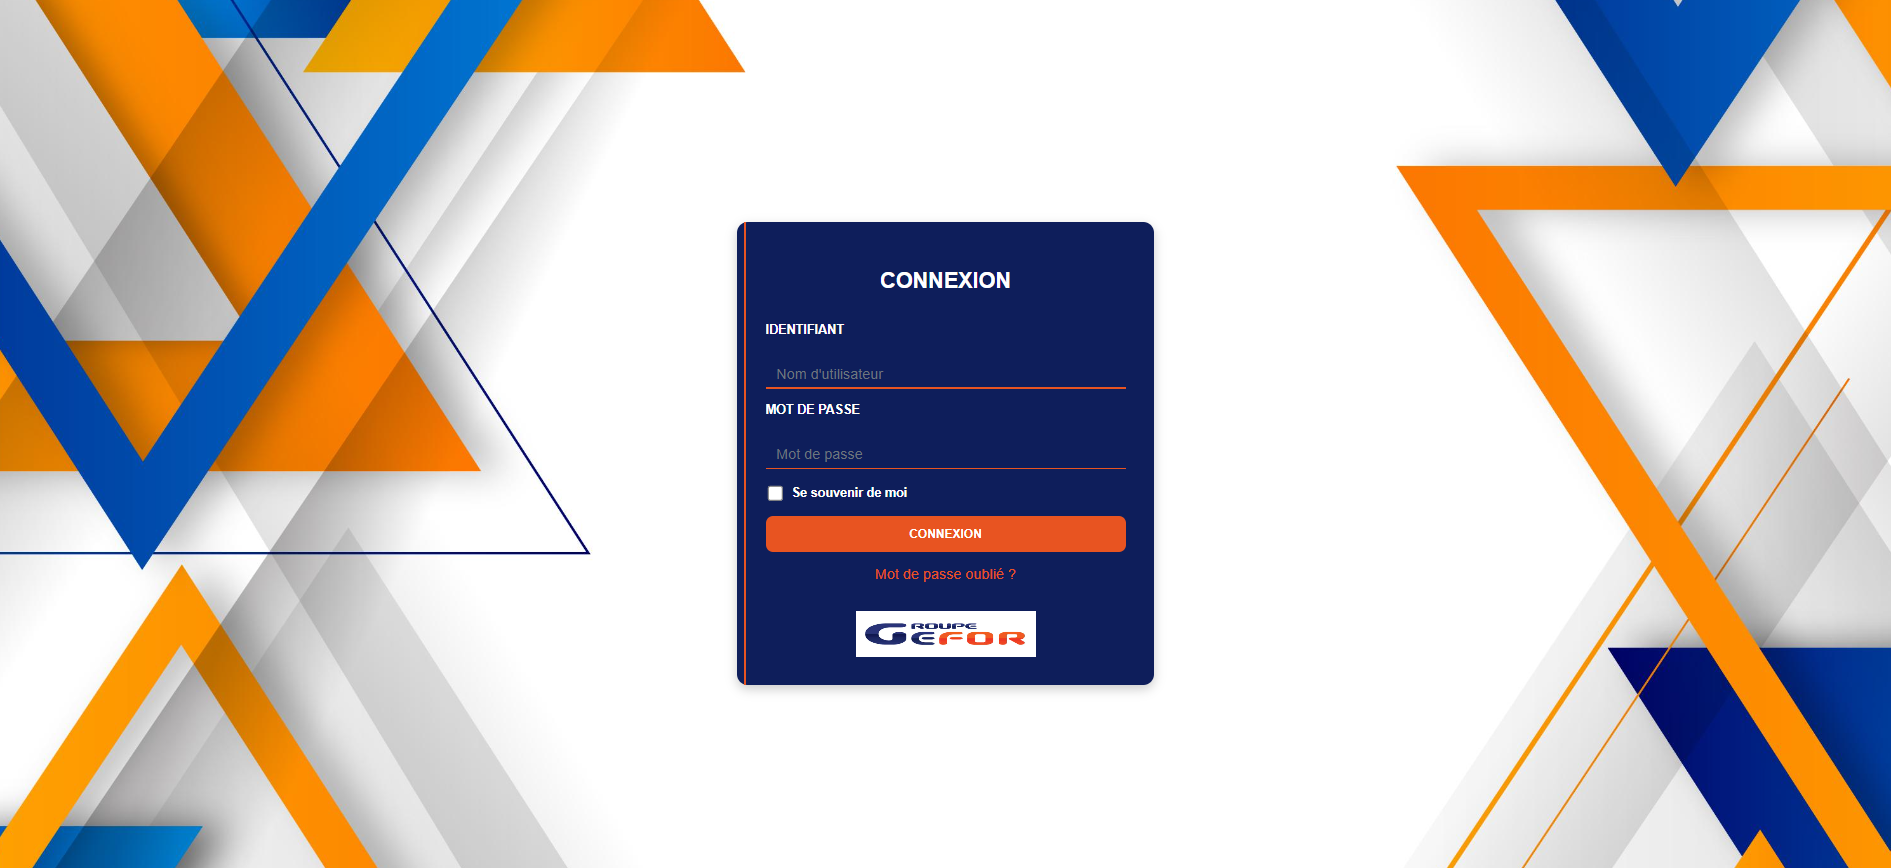 CONNEXION
IDENTIFIANT
Nom d'utilisateur
MOT DE PASSE
Mot de passe
Se souvenir de moi
CONNEXION
Mot de passe oublié ?
GROUPE
GEFOR